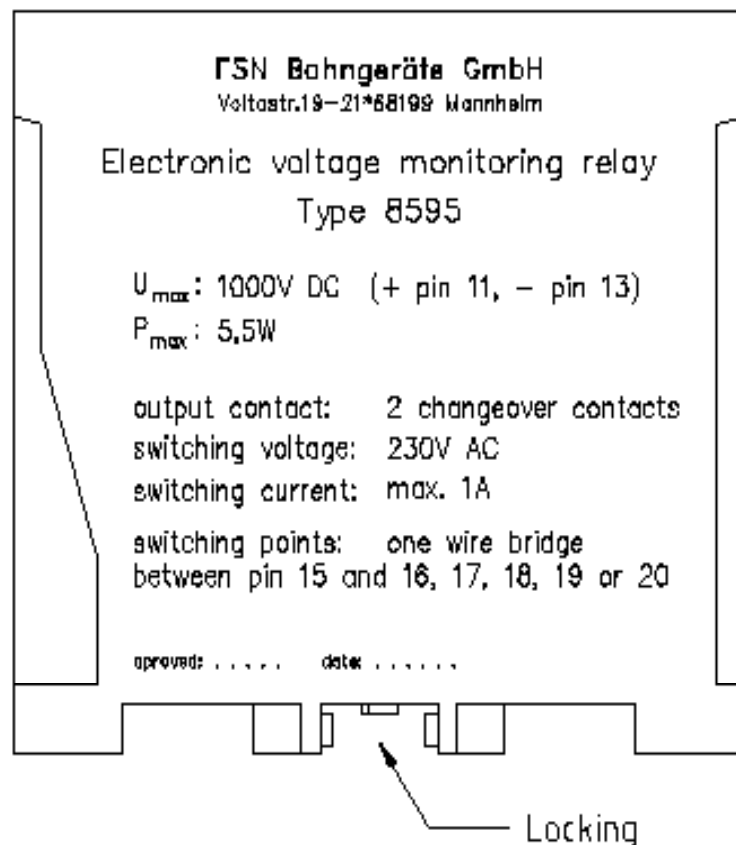 FSN Bahngeräte GmbH
Voltastr.19-21*68199 Mannheim
Electronic voltage monitoring relay
Type 8595
Umax: 1000V DC (+ pin 11, - pin 13)
Pmax: 5,5W
output contact: 2 changeover contacts
switching voltage: 230V AC
switching current: max. 1A
switching points: one wire bridge
between pin 15 and 16, 17, 18, 19 or 20
aproved: . . . . . date: . . . . . .
Locking